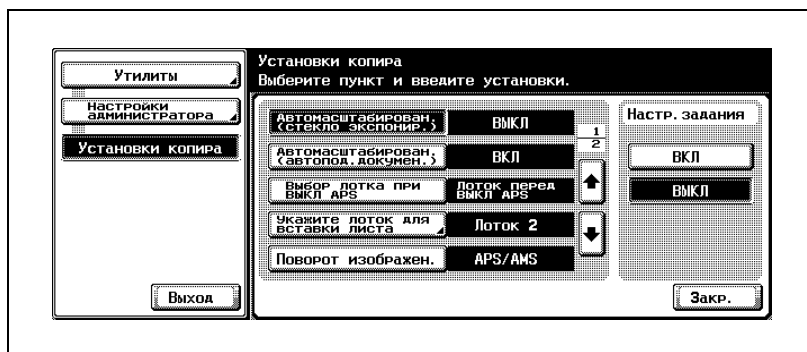 Утилиты
Настройки
администратора
Установки копира
Выход
Установки копира
Выберите пункт и введите установки.
Автомасштабирован.
(стекло экспонир.)
ВЫКЛ
Автомасштабирован.
(автопод.докумен.)
ВКЛ
Выбор лотка при
ВЫКЛ APS
Лоток перед
ВЫКЛ APS
Укажите лоток для
вставки листа
Лоток 2
Поворот изображен.
APS/AMS
1
2
Настр.задания
ВКЛ
ВЫКЛ
Закр.